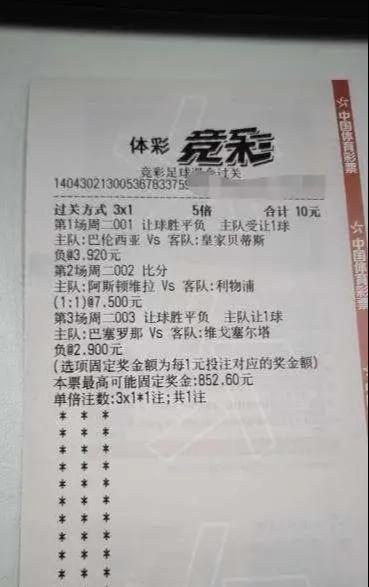 体彩 竞彩
竞彩足球混合过关
140430213005367833759
过关方式 3x1 5倍 合计 10元
第1场周二001 让球胜平负 主队受让1球
主队:巴伦西亚 Vs 客队:皇家贝蒂斯
负@3.920元
第2场周二002 比分
主队:阿斯顿维拉 Vs 客队:利物浦
(1:1)@7.500元
第3场周二003 让球胜平负 主队让1球
主队:巴塞罗那 Vs 客队:维戈塞尔塔
负@2.900元
(选项固定奖金额为每1元投注对应的奖金额)
本票最高可能固定奖金:852.60元
单倍注数:3x1*1注;共1注
* * *
* * *
* * *
* * *
* * *
* * *
* * *
* * *
* * *
* * *
中国体育彩票
中国体育彩票